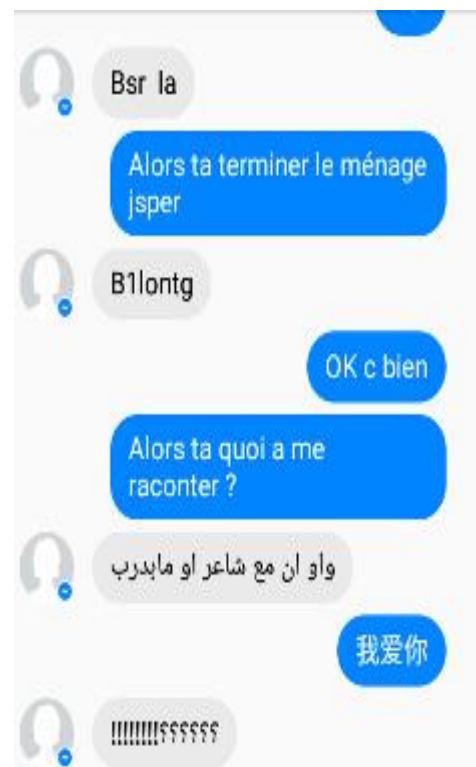 Bsr la
Alors ta terminer le ménage
jsper
B1lontg
OK c bien
Alors ta quoi a me
raconter ?
واو ان مع شاعر او مابدرب
我爱你
!!!!!!!!؟؟؟؟؟؟